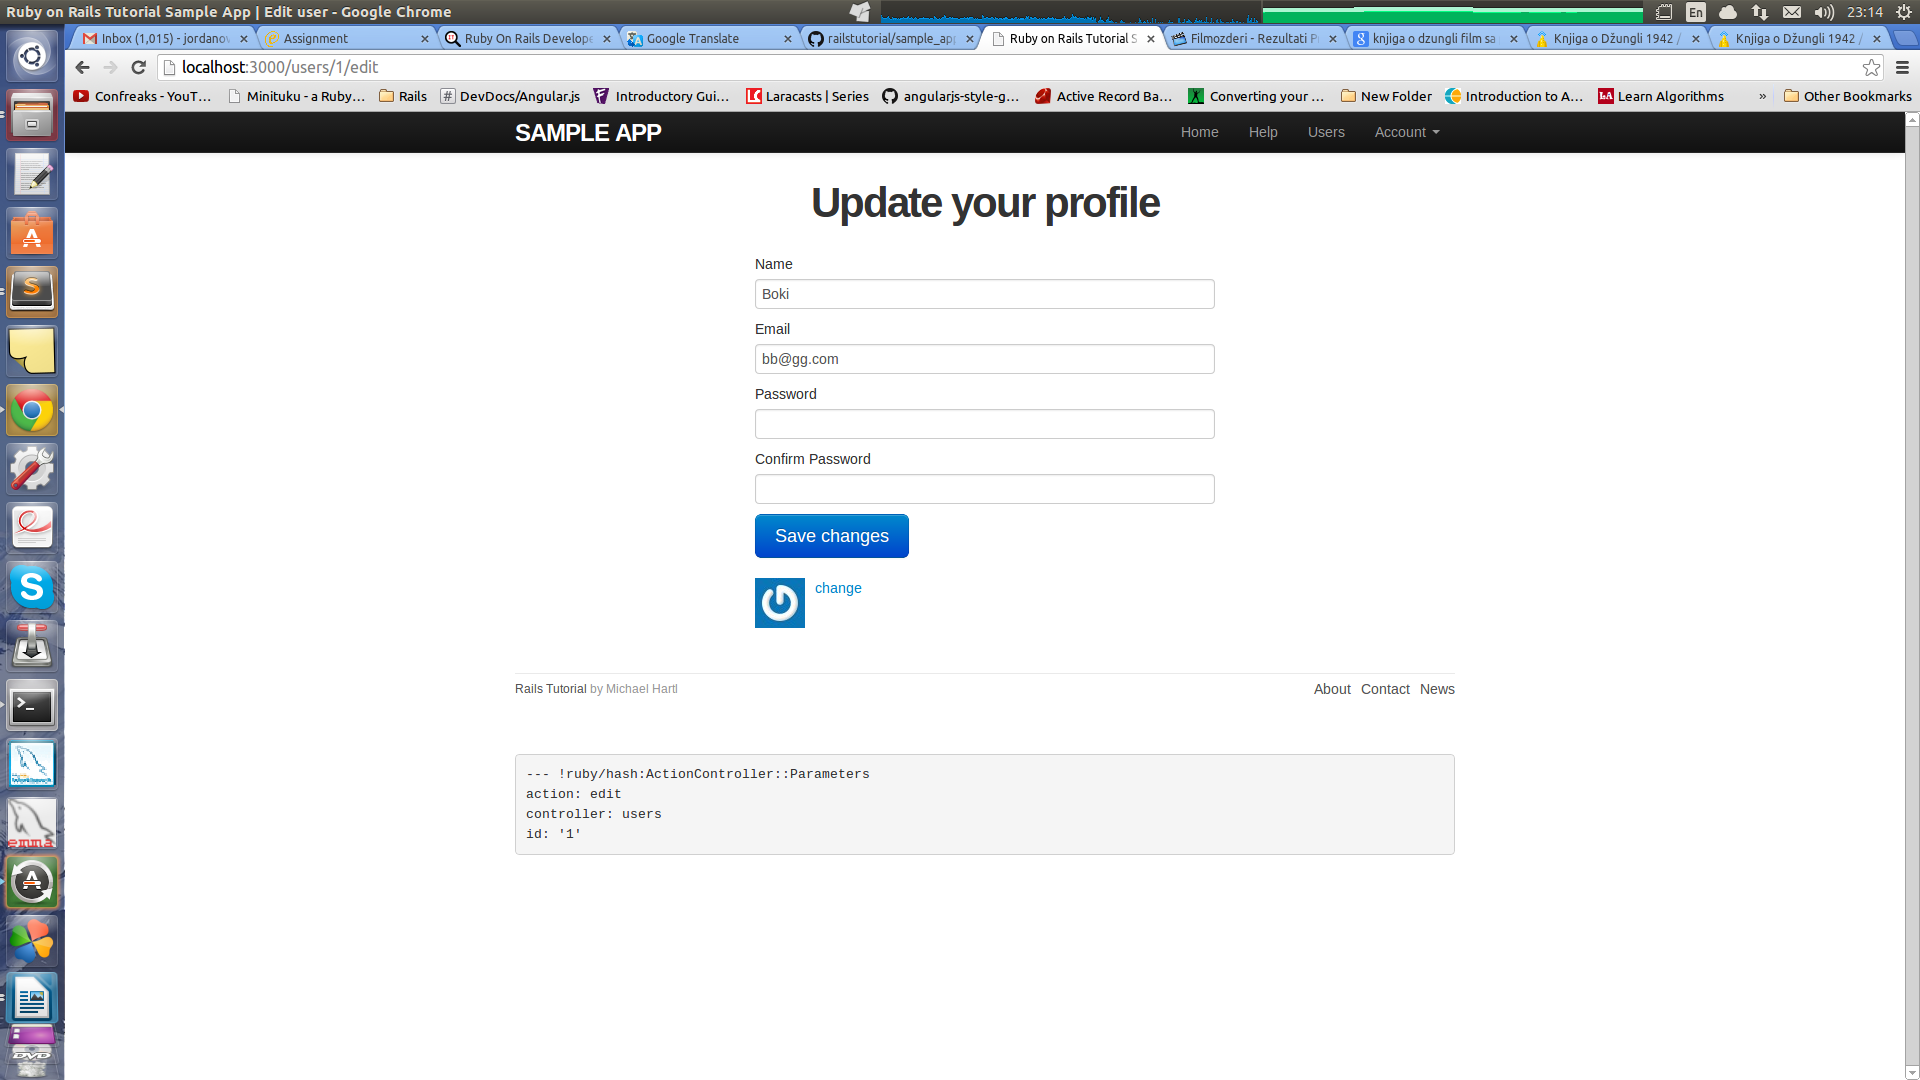 Ruby on Rails Tutorial Sample App | Edit user - Google Chrome
En
23:14
Inbox (1,015) - jordanov
Assignment
Ruby On Rails Develope
Google Translate
railstutorial/sample_app
Ruby on Rails Tutorial S
Filmozderi - Rezultati P
knjiga o dzungli film sa
Knjiga o Džungli 1942 /
Knjiga o Džungli 1942 /
localhost:3000/users/1/edit
Confreaks - YouT...
Minituku - a Ruby...
Rails
DevDocs/Angular.js
Introductory Gui...
Laracasts | Series
angularjs-style-g...
Active Record Ba...
Converting your ...
New Folder
Introduction to A...
Learn Algorithms
»
Other Bookmarks
SAMPLE APP
Home
Help
Users
Account
Update your profile
Name
Boki
Email
bb@gg.com
Password
Confirm Password
Save changes
change
Rails Tutorial by Michael Hartl
About
Contact
News
--- !ruby/hash:ActionController::Parameters
action: edit
controller: users
id: '1'
emma
DVD